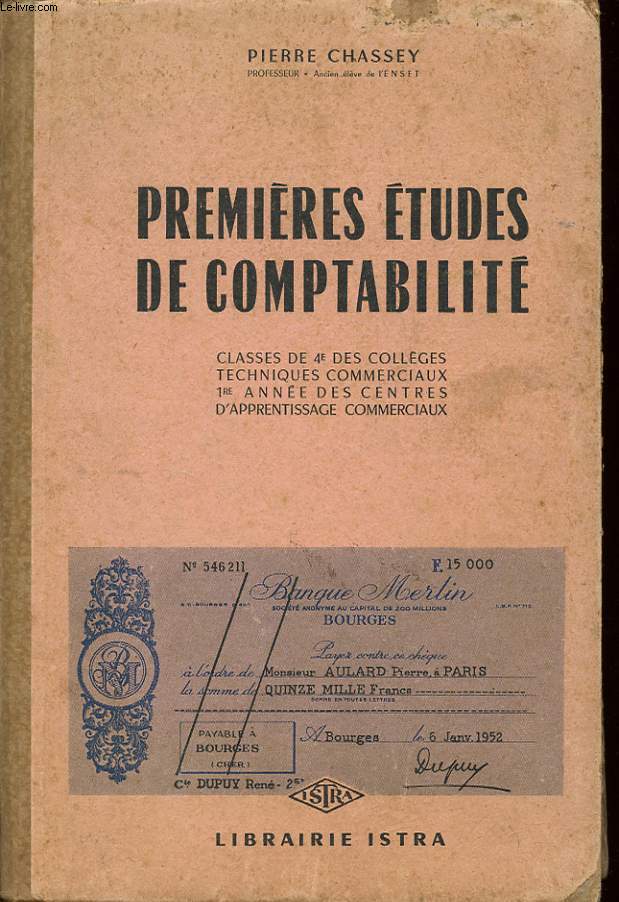 Le-livre.com
PIERRE CHASSEY
PROFESSEUR • Ancien élève de l'ENSET
PREMIÈRES ÉTUDES
DE COMPTABILITÉ
CLASSES DE 4E DES COLLÈGES
TECHNIQUES COMMERCIAUX
1RE ANNÉE DES CENTRES
D'APPRENTISSAGE COMMERCIAUX
Nº 546211 F. 15 000
Banque Merlin
SOCIÉTÉ ANONYME AU CAPITAL DE 200 MILLIONS
BOURGES
Payez contre ce chèque
à l'ordre de Monsieur AULARD Pierre, à PARIS
la somme de QUINZE MILLE Francs
SOMME EN TOUTES LETTRES
PAYABLE À
BOURGES
(CHER)
A Bourges le 6 Janv. 1952
Dupuy
Cte DUPUY René - 25
BM
ISTRA
LIBRAIRIE ISTRA